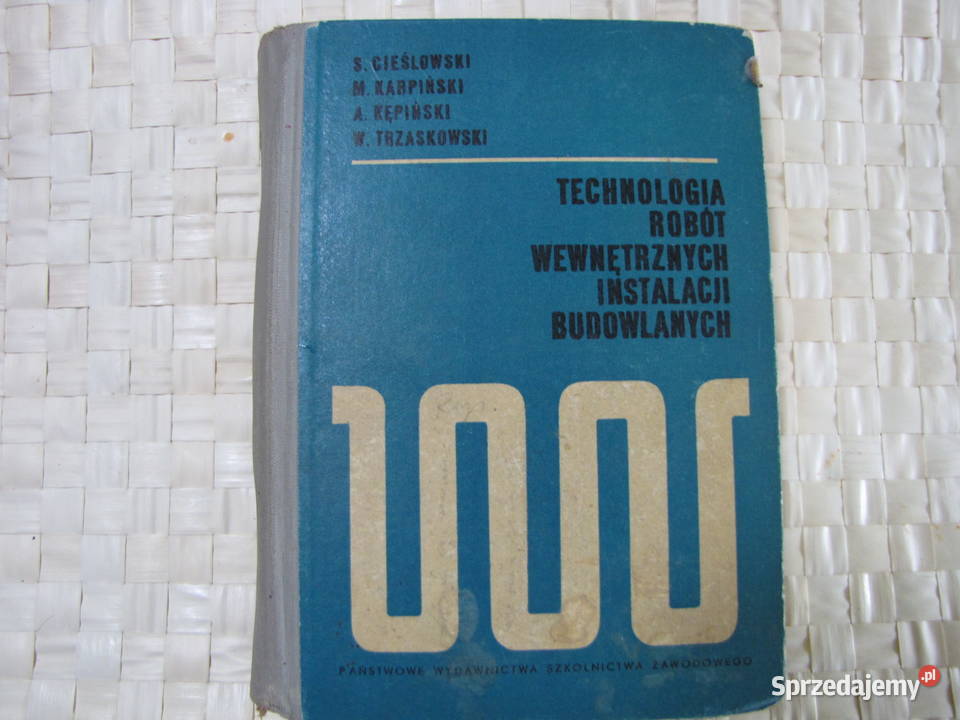 S. CIEŚLOWSKI
M. KARPIŃSKI
A. KĘPIŃSKI
W. TRZASKOWSKI
TECHNOLOGIA
ROBÓT
WEWNĘTRZNYCH
INSTALACJI
BUDOWLANYCH
PAŃSTWOWE WYDAWNICTWA SZKOLNICTWA ZAWODOWEGO
Sprzedajemy.pl